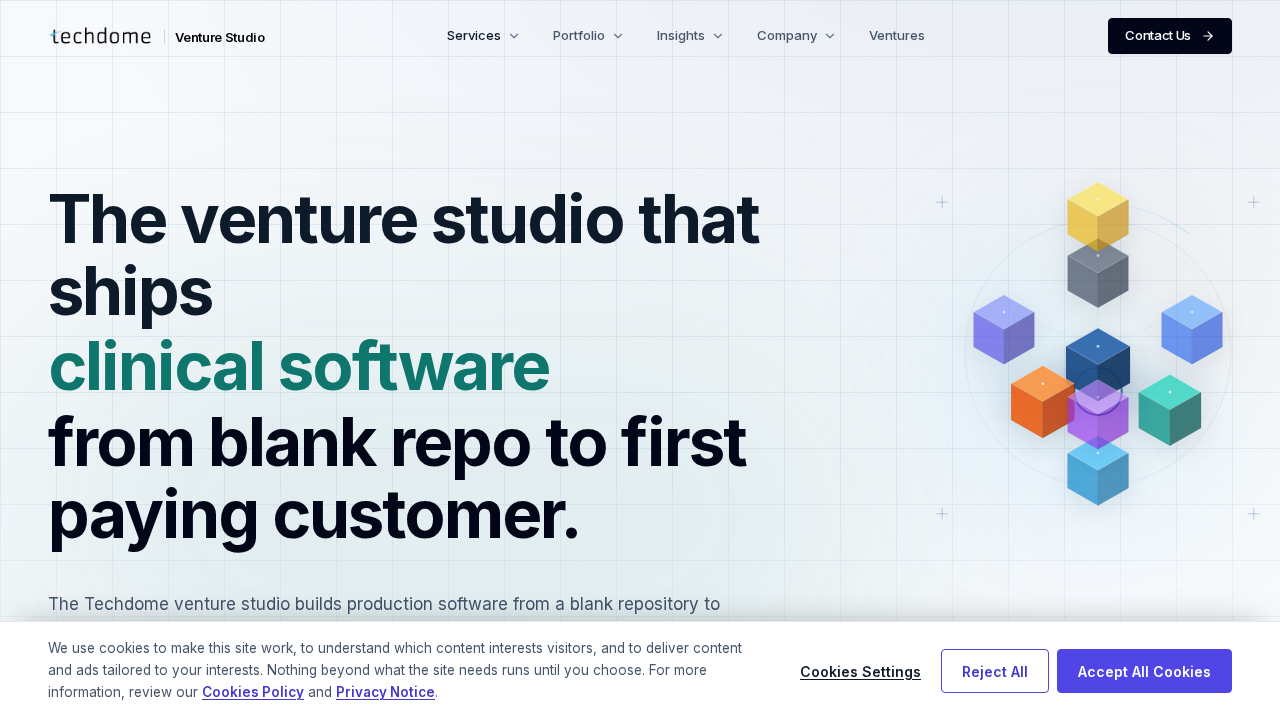 techdome Venture Studio Services Portfolio Insights Company Ventures Contact Us
The venture studio that
ships
clinical software
from blank repo to first
paying customer.
The Techdome venture studio builds production software from a blank repository to
We use cookies to make this site work, to understand which content interests visitors, and to deliver content
and ads tailored to your interests. Nothing beyond what the site needs runs until you choose. For more
information, review our Cookies Policy and Privacy Notice.
Cookies Settings Reject All Accept All Cookies